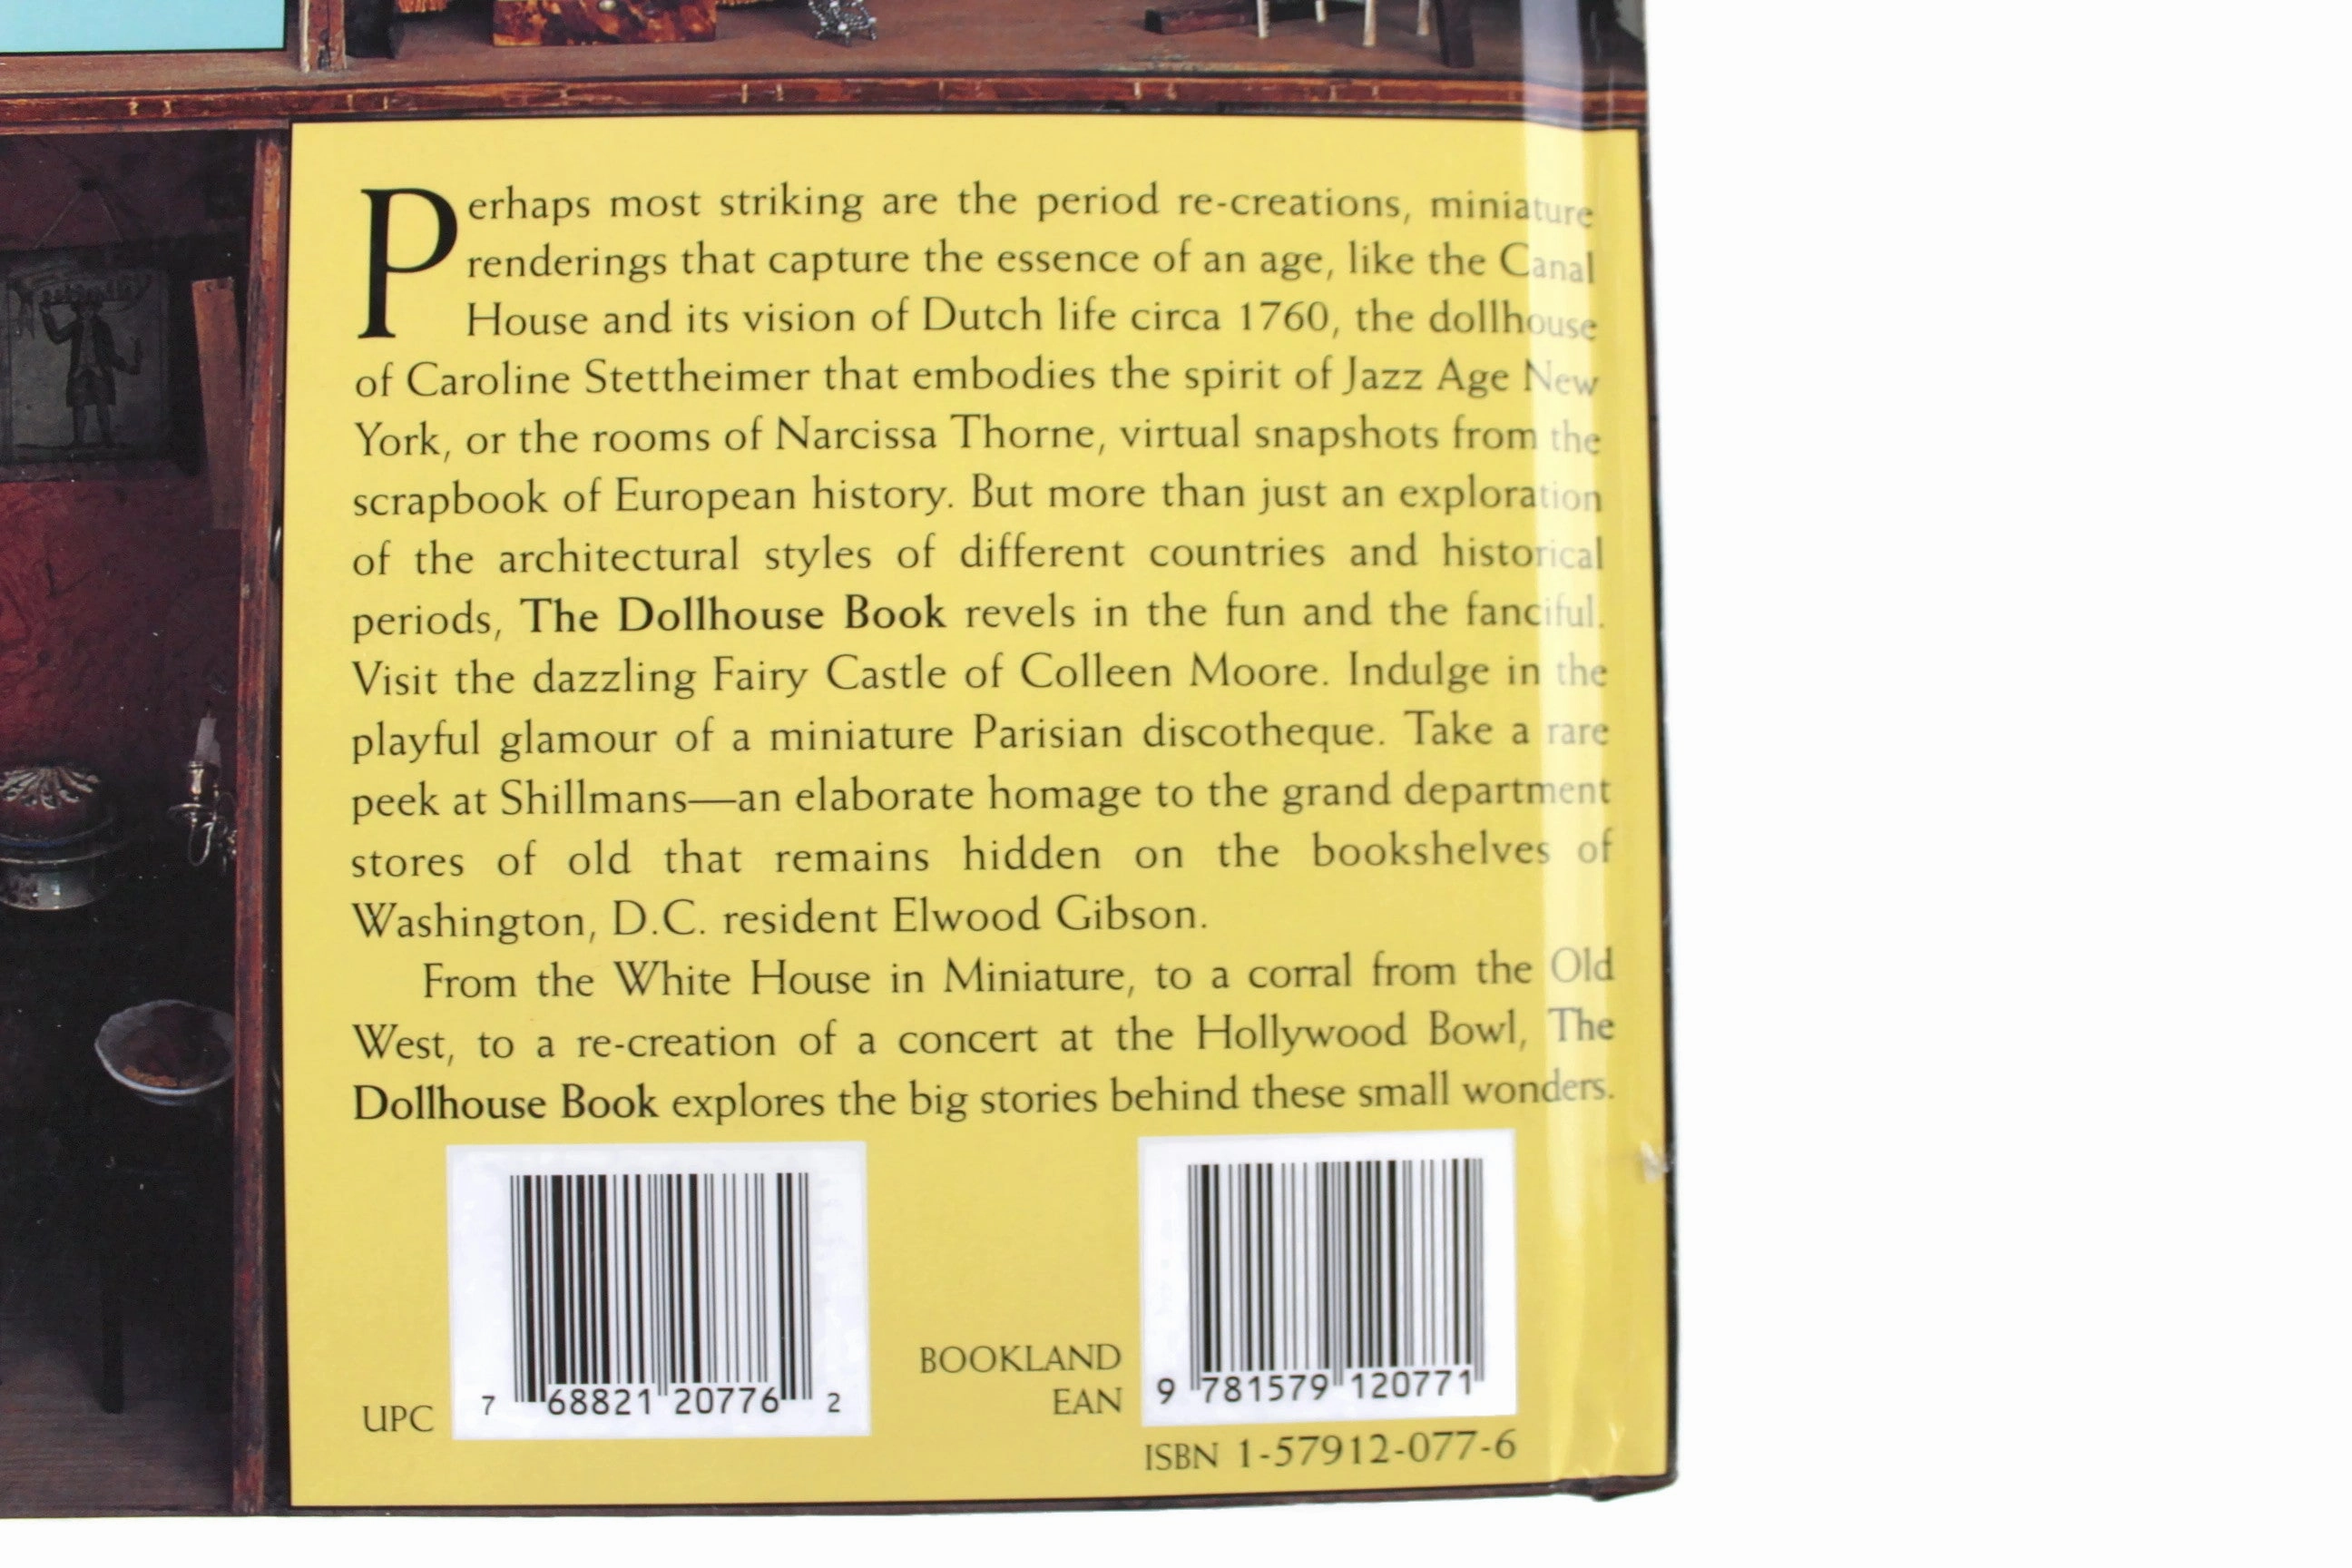 Perhaps most striking are the period re-creations, miniature
renderings that capture the essence of an age, like the Canal
House and its vision of Dutch life circa 1760, the dollhouse
of Caroline Stettheimer that embodies the spirit of Jazz Age New
York, or the rooms of Narcissa Thorne, virtual snapshots from the
scrapbook of European history. But more than just an exploration
of the architectural styles of different countries and historical
periods, The Dollhouse Book revels in the fun and the fanciful.
Visit the dazzling Fairy Castle of Colleen Moore. Indulge in the
playful glamour of a miniature Parisian discotheque. Take a rare
peek at Shillmans—an elaborate homage to the grand department
stores of old that remains hidden on the bookshelves of
Washington, D.C. resident Elwood Gibson.
From the White House in Miniature, to a corral from the Old
West, to a re-creation of a concert at the Hollywood Bowl, The
Dollhouse Book explores the big stories behind these small wonders.
UPC
7 68821 20776 2
BOOKLAND
EAN
9 781579 120771
ISBN 1-57912-077-6